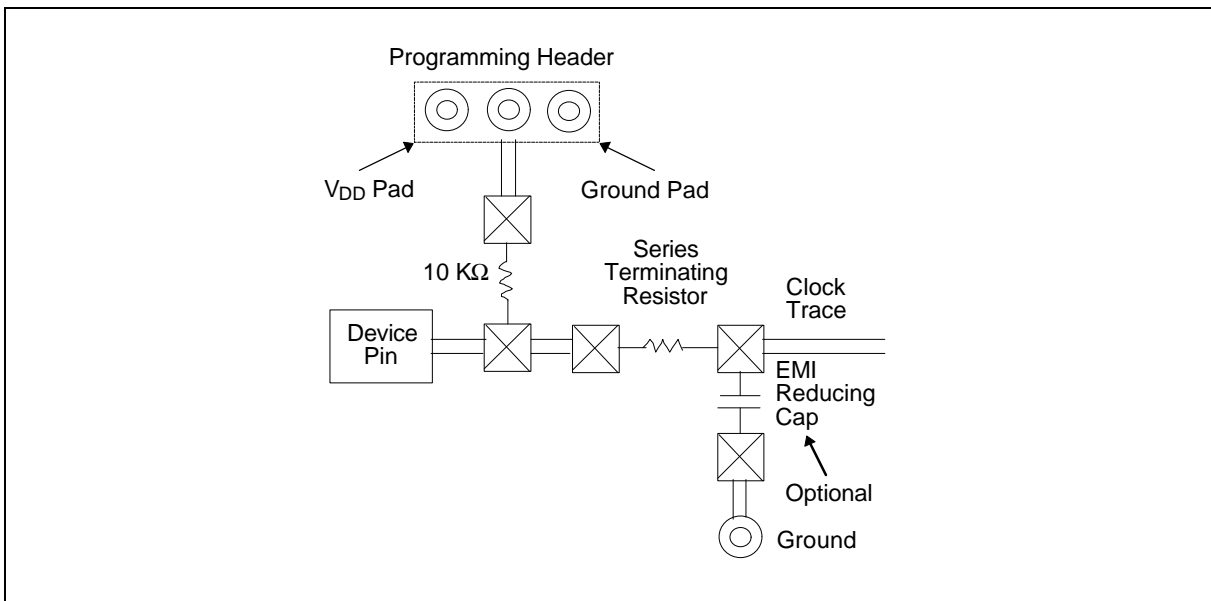 Programming Header
VDD Pad
Ground Pad
10 KΩ
Series
Terminating
Resistor
Clock
Trace
Device
Pin
EMI
Reducing
Cap
Optional
Ground